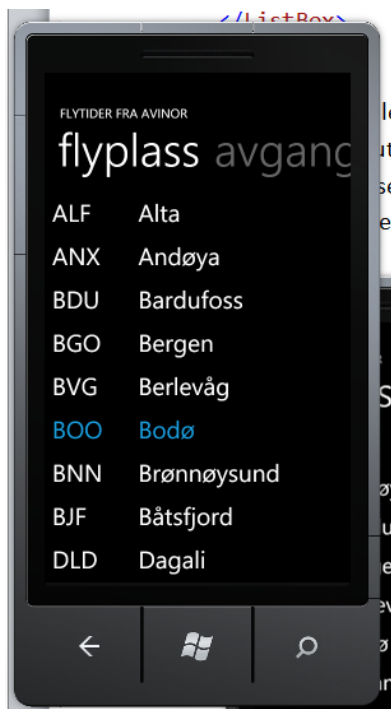 </ListBox>
FLYTIDER FRA AVINOR
flyplass avgang
ALF Alta
ANX Andøya
BDU Bardufoss
BGO Bergen
BVG Berlevåg
BOO Bodø
BNN Brønnøysund
BJF Båtsfjord
DLD Dagali